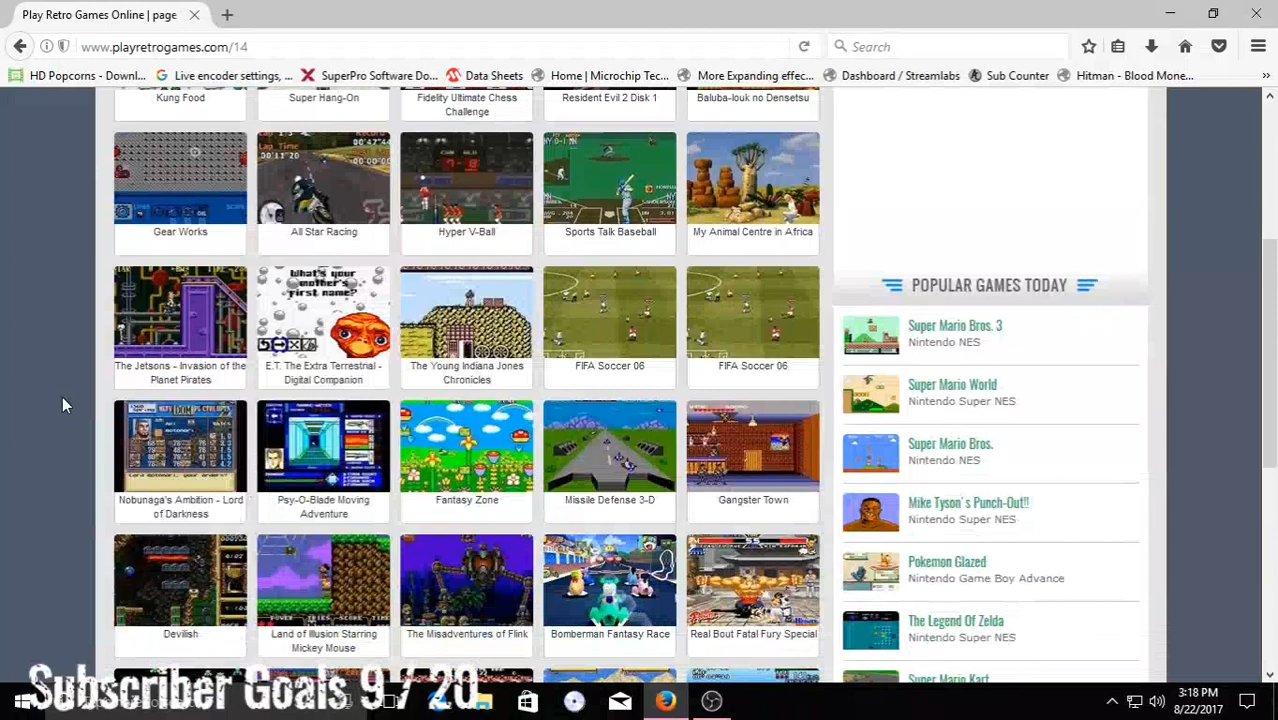 Play Retro Games Online | page
www.playretrogames.com/14
Search
HD Popcorns - Downl...
Live encoder settings, ...
SuperPro Software Do...
Data Sheets
Home | Microchip Tec...
More Expanding effec...
Dashboard / Streamlabs
Sub Counter
Hitman - Blood Mone...
Kung Food
Super Hang-On
Fidelity Ultimate Chess
Challenge
Resident Evil 2 Disk 1
Baluba-louk no Densetsu
Gear Works
All Star Racing
Hyper V-Ball
Sports Talk Baseball
My Animal Centre in Africa
What's your
mother's
first name?
The Jetsons - Invasion of the
Planet Pirates
E.T. The Extra Terrestrial -
Digital Companion
The Young Indiana Jones
Chronicles
FIFA Soccer 06
FIFA Soccer 06
Nobunaga's Ambition - Lord
of Darkness
Psy-O-Blade Moving
Adventure
Fantasy Zone
Missile Defense 3-D
Gangster Town
Devilish
Land of Illusion Starring
Mickey Mouse
The Misadventures of Flink
Bomberman Fantasy Race
Real Bout Fatal Fury Special
POPULAR GAMES TODAY
Super Mario Bros. 3
Nintendo NES
Super Mario World
Nintendo Super NES
Super Mario Bros.
Nintendo NES
Mike Tyson's Punch-Out!!
Nintendo Super NES
Pokemon Glazed
Nintendo Game Boy Advance
The Legend Of Zelda
Nintendo Super NES
Super Mario Kart
Subscriber Goals 9 / 20
3:18 PM
8/22/2017